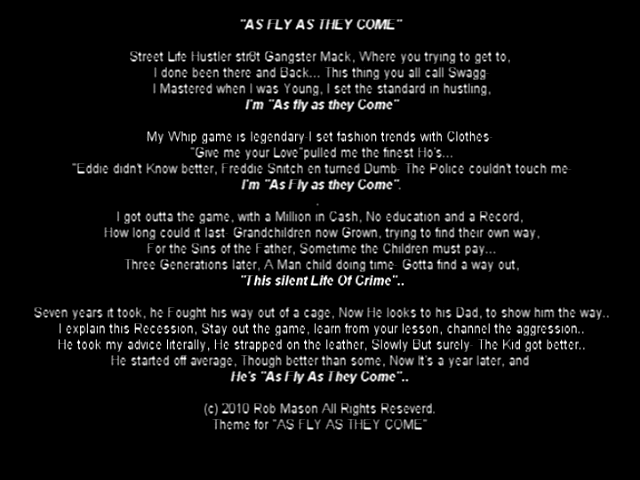 "AS FLY AS THEY COME"
Street Life Hustler str8t Gangster Mack, Where you trying to get to,
I done been there and Back... This thing you all call Swagg-
I Mastered when I was Young, I set the standard in hustling,
I'm "As fly as they Come"
My Whip game is legendary-I set fashion trends with Clothes-
"Give me your Love"pulled me the finest Ho's...
"Eddie didn't Know better, Freddie Snitch en turned Dumb- The Police couldn't touch me-
I'm "As Fly as they Come".
.
I got outta the game, with a Million in Cash, No education and a Record,
How long could it last- Grandchildren now Grown, trying to find their own way,
For the Sins of the Father, Sometime the Children must pay...
Three Generations later, A Man child doing time- Gotta find a way out,
"This silent Life Of Crime"..
Seven years it took, he Fought his way out of a cage, Now He looks to his Dad, to show him the way..
I explain this Recession, Stay out the game, learn from your lesson, channel the aggression..
He took my advice literally, He strapped on the leather, Slowly But surely- The Kid got better..
He started off average, Though better than some, Now It's a year later, and
He's "As Fly As They Come"..
(c) 2010 Rob Mason All Rights Reseverd.
Theme for "AS FLY AS THEY COME"